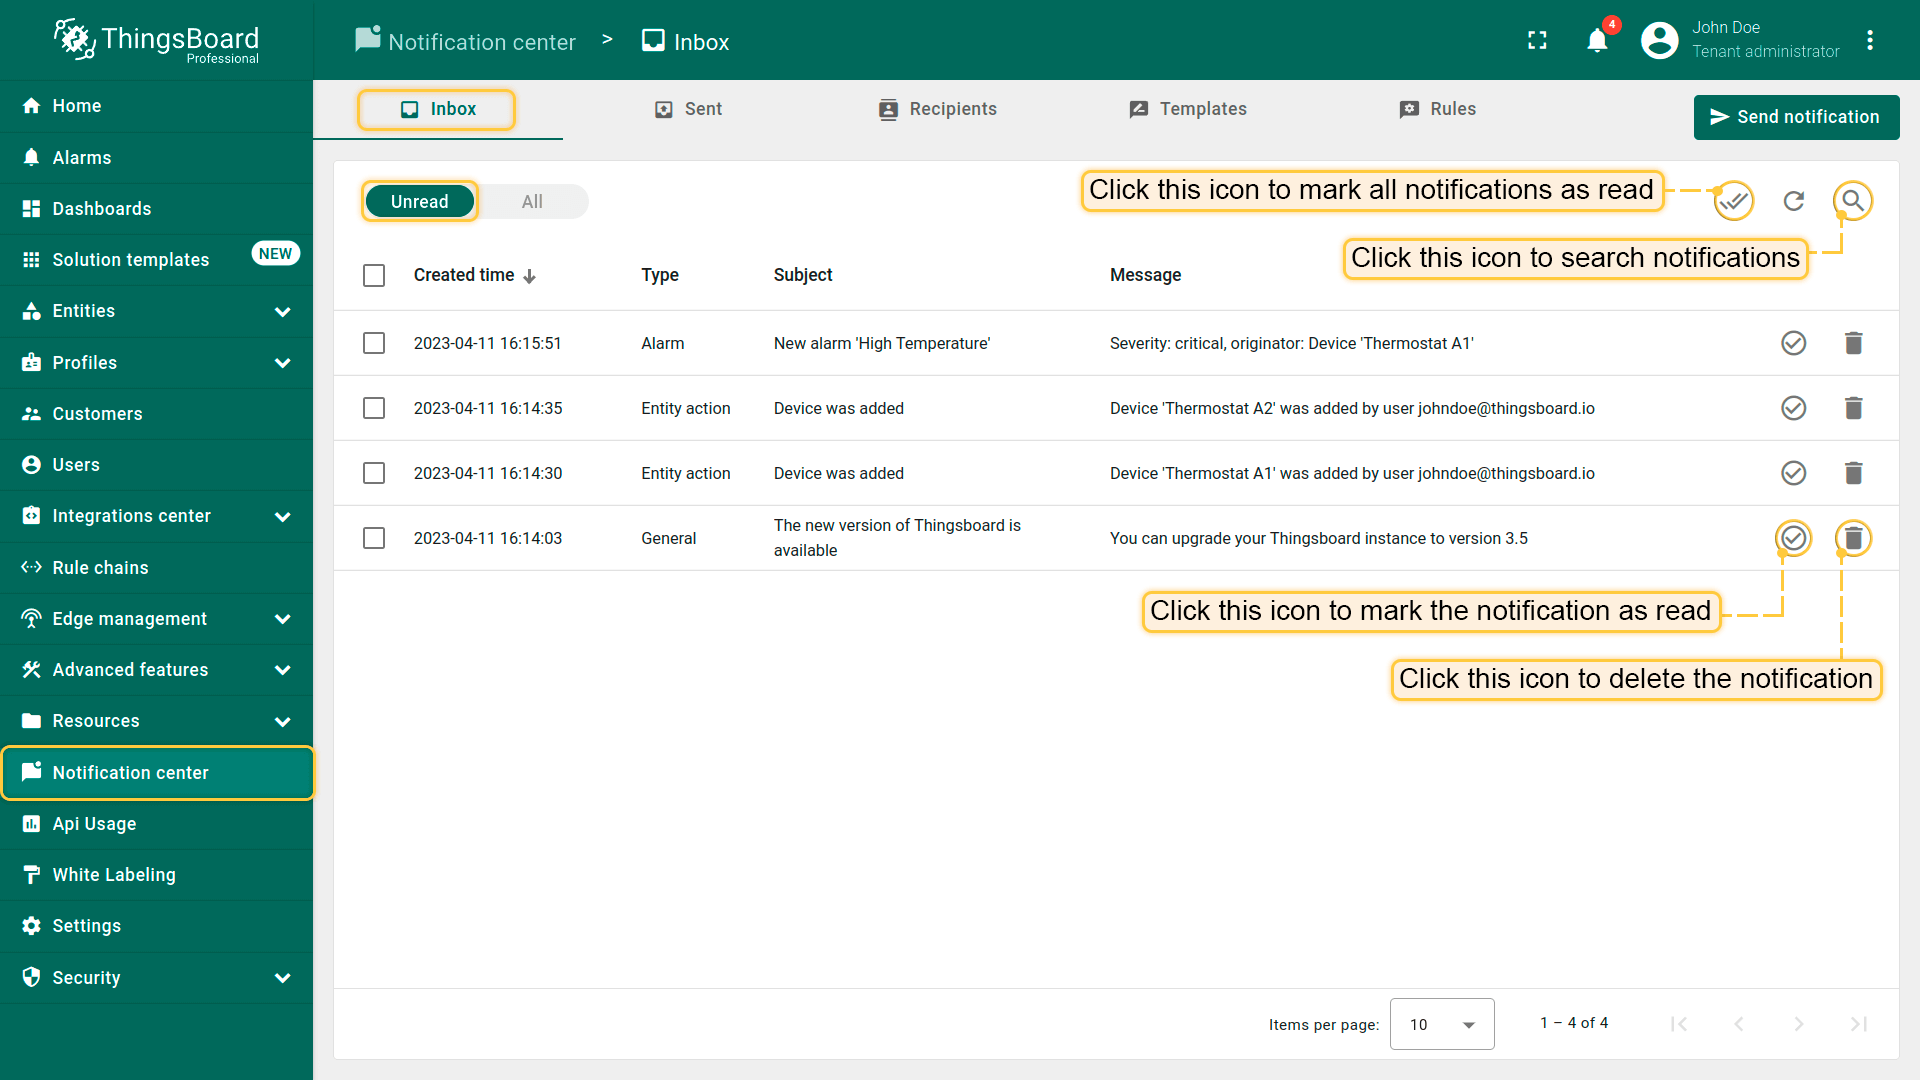 ThingsBoard
Professional
Notification center > Inbox
4
John Doe
Tenant administrator
Home
Alarms
Dashboards
Solution templates NEW
Entities
Profiles
Customers
Users
Integrations center
Rule chains
Edge management
Advanced features
Resources
Notification center
Api Usage
White Labeling
Settings
Security
Inbox Sent Recipients Templates Rules Send notification
Unread All
Click this icon to mark all notifications as read
Click this icon to search notifications
Created time Type Subject Message
2023-04-11 16:15:51 Alarm New alarm 'High Temperature' Severity: critical, originator: Device 'Thermostat A1'
2023-04-11 16:14:35 Entity action Device was added Device 'Thermostat A2' was added by user johndoe@thingsboard.io
2023-04-11 16:14:30 Entity action Device was added Device 'Thermostat A1' was added by user johndoe@thingsboard.io
2023-04-11 16:14:03 General The new version of Thingsboard is
available You can upgrade your Thingsboard instance to version 3.5
Click this icon to mark the notification as read
Click this icon to delete the notification
Items per page: 10 1 – 4 of 4